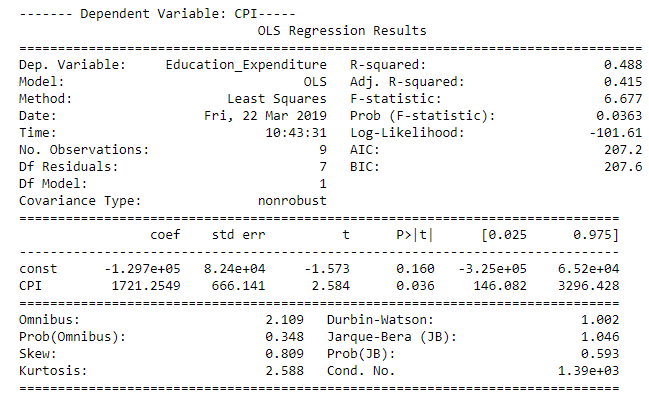 ------- Dependent Variable: CPI-----
OLS Regression Results
==============================================================================
Dep. Variable: Education_Expenditure R-squared: 0.488
Model: OLS Adj. R-squared: 0.415
Method: Least Squares F-statistic: 6.677
Date: Fri, 22 Mar 2019 Prob (F-statistic): 0.0363
Time: 10:43:31 Log-Likelihood: -101.61
No. Observations: 9 AIC: 207.2
Df Residuals: 7 BIC: 207.6
Df Model: 1
Covariance Type: nonrobust
==============================================================================
coef std err t P>|t| [0.025 0.975]
------------------------------------------------------------------------------
const -1.297e+05 8.24e+04 -1.573 0.160 -3.25e+05 6.52e+04
CPI 1721.2549 666.141 2.584 0.036 146.082 3296.428
==============================================================================
Omnibus: 2.109 Durbin-Watson: 1.002
Prob(Omnibus): 0.348 Jarque-Bera (JB): 1.046
Skew: 0.809 Prob(JB): 0.593
Kurtosis: 2.588 Cond. No. 1.39e+03
==============================================================================